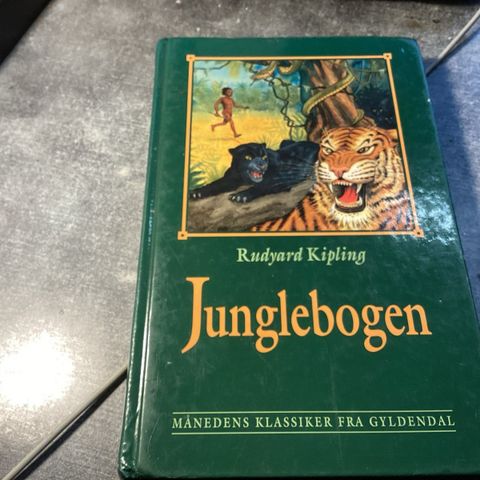 Rudyard Kipling
Junglebogen
MÅNEDENS KLASSIKER FRA GYLDENDAL